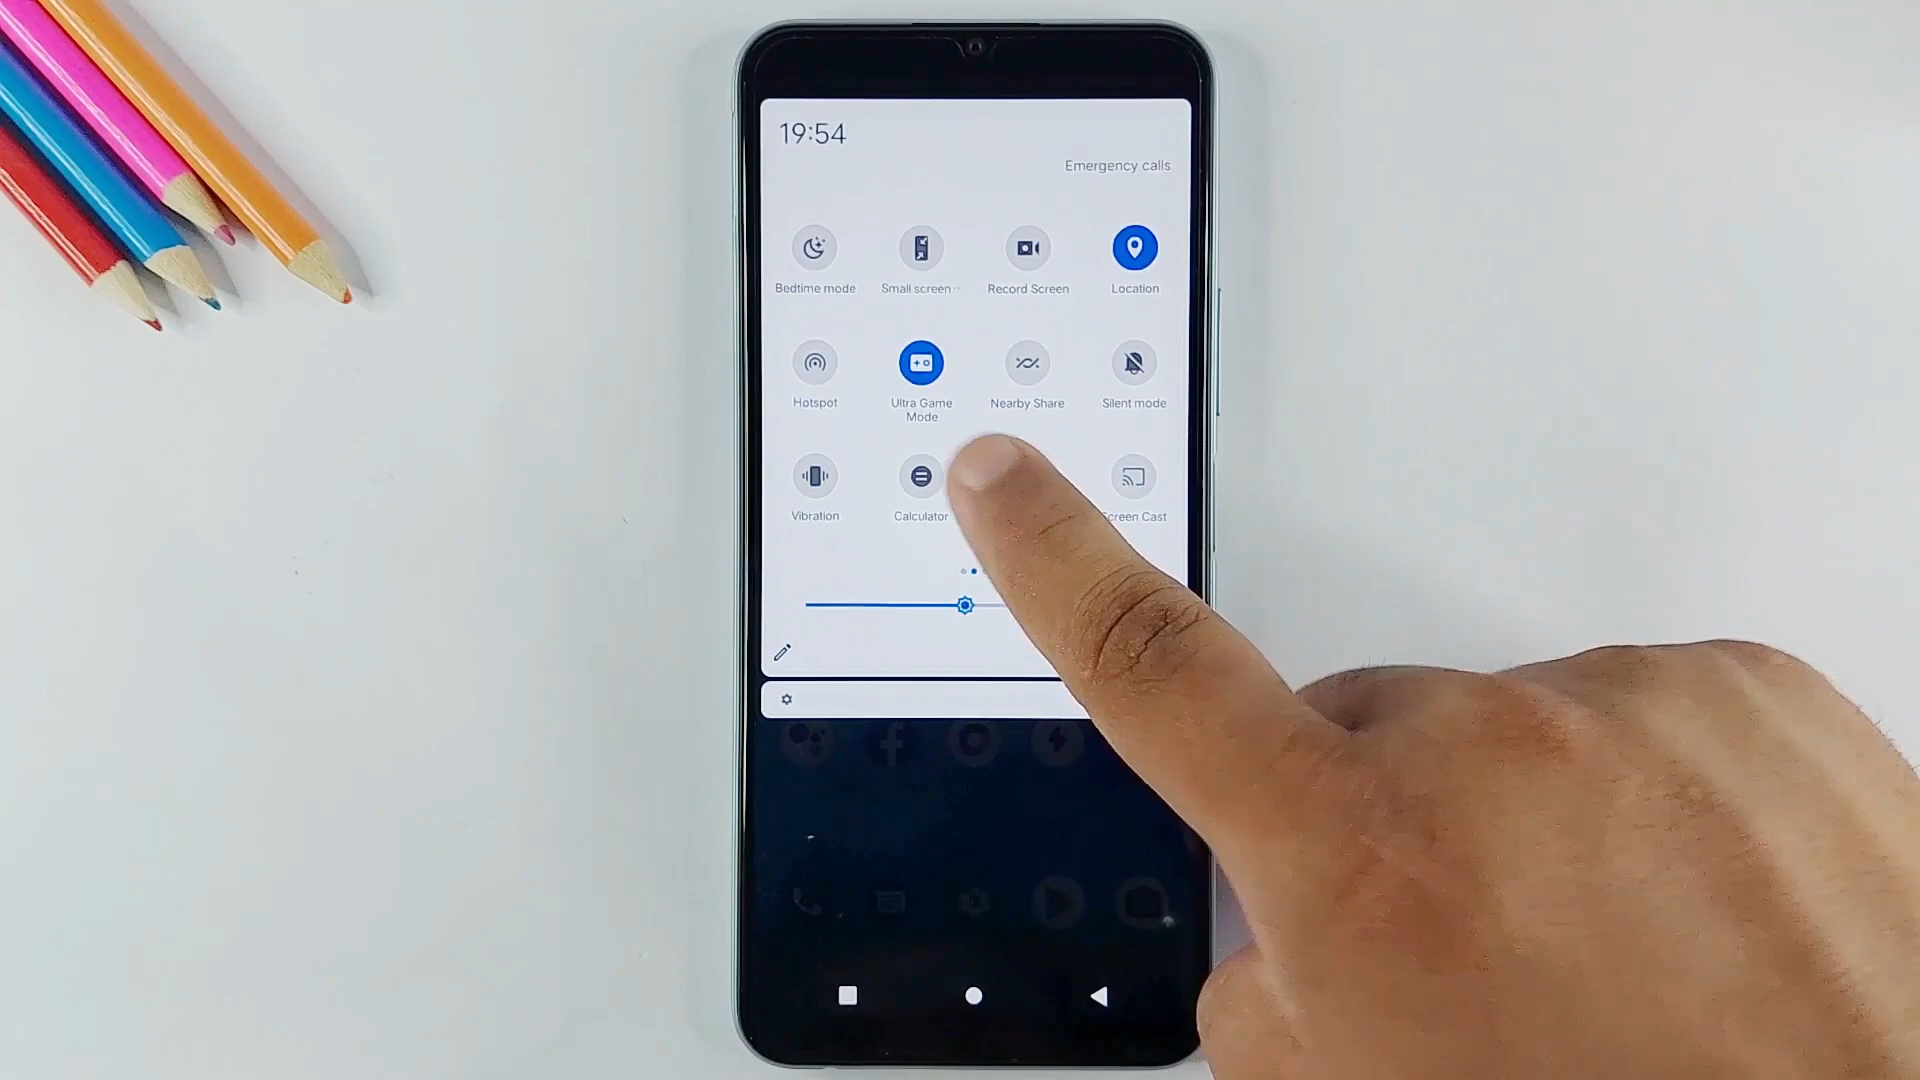 19:54
Emergency calls
Bedtime mode
Small screen ··
Record Screen
Location
Hotspot
Ultra Game
Mode
Nearby Share
Silent mode
Vibration
Calculator
Screen Cast